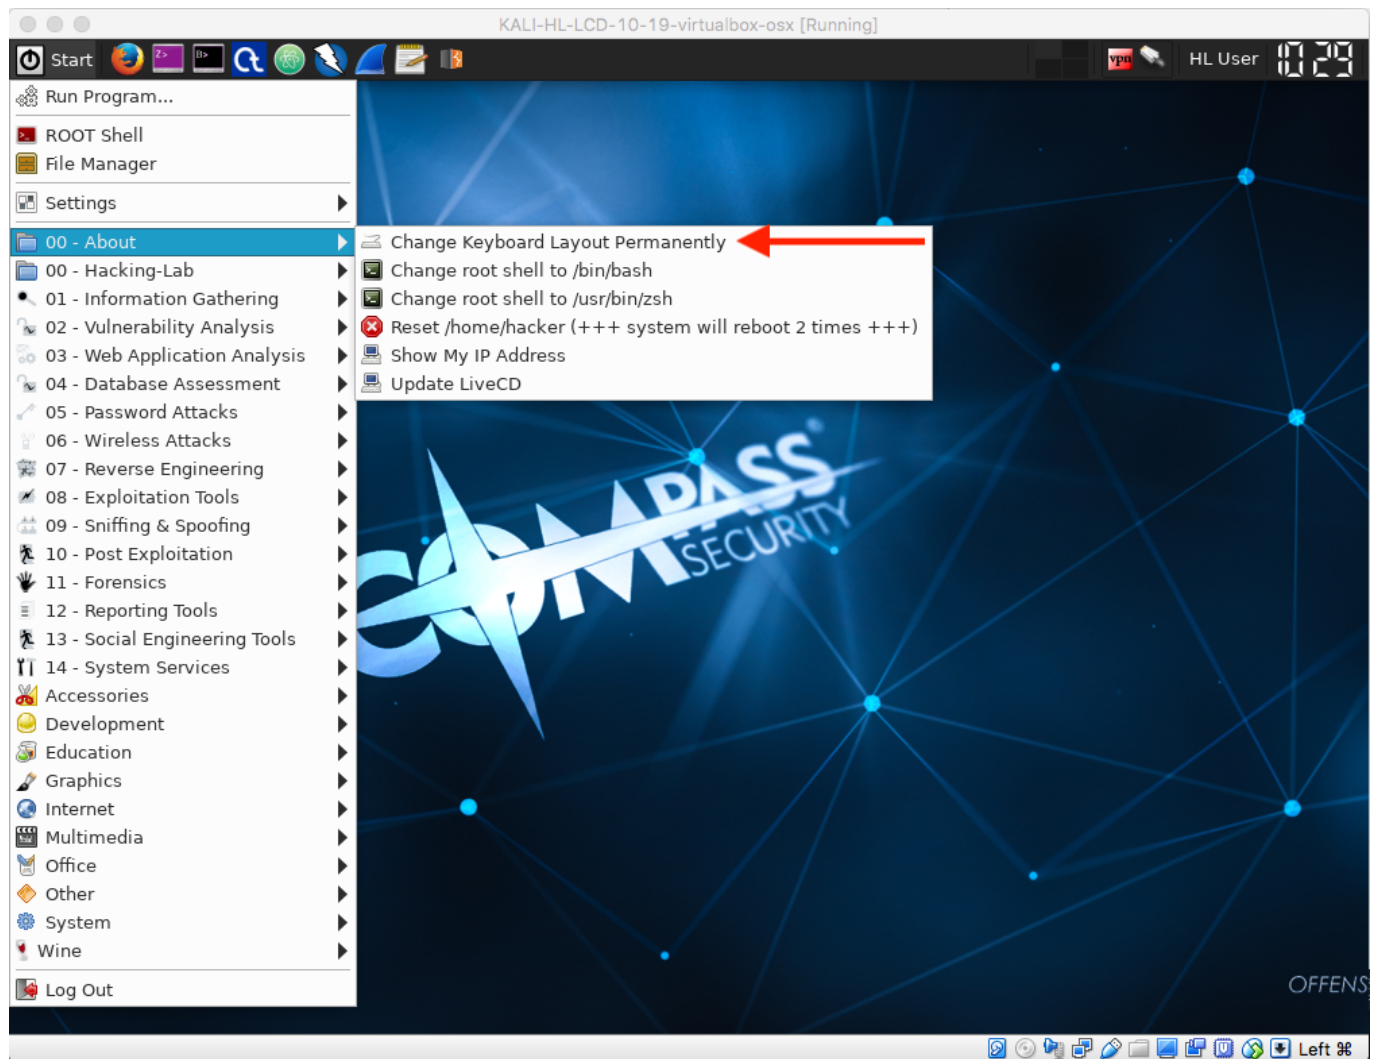 KALI-HL-LCD-10-19-virtualbox-osx [Running]
Start
vpn
HL User
10 29
Run Program...
ROOT Shell
File Manager
Settings
00 - About
00 - Hacking-Lab
01 - Information Gathering
02 - Vulnerability Analysis
03 - Web Application Analysis
04 - Database Assessment
05 - Password Attacks
06 - Wireless Attacks
07 - Reverse Engineering
08 - Exploitation Tools
09 - Sniffing & Spoofing
10 - Post Exploitation
11 - Forensics
12 - Reporting Tools
13 - Social Engineering Tools
14 - System Services
Accessories
Development
Education
Graphics
Internet
Multimedia
Office
Other
System
Wine
Log Out
Change Keyboard Layout Permanently
Change root shell to /bin/bash
Change root shell to /usr/bin/zsh
Reset /home/hacker (+++ system will reboot 2 times +++)
Show My IP Address
Update LiveCD
COMPASS
SECURITY
OFFENS
Left ⌘